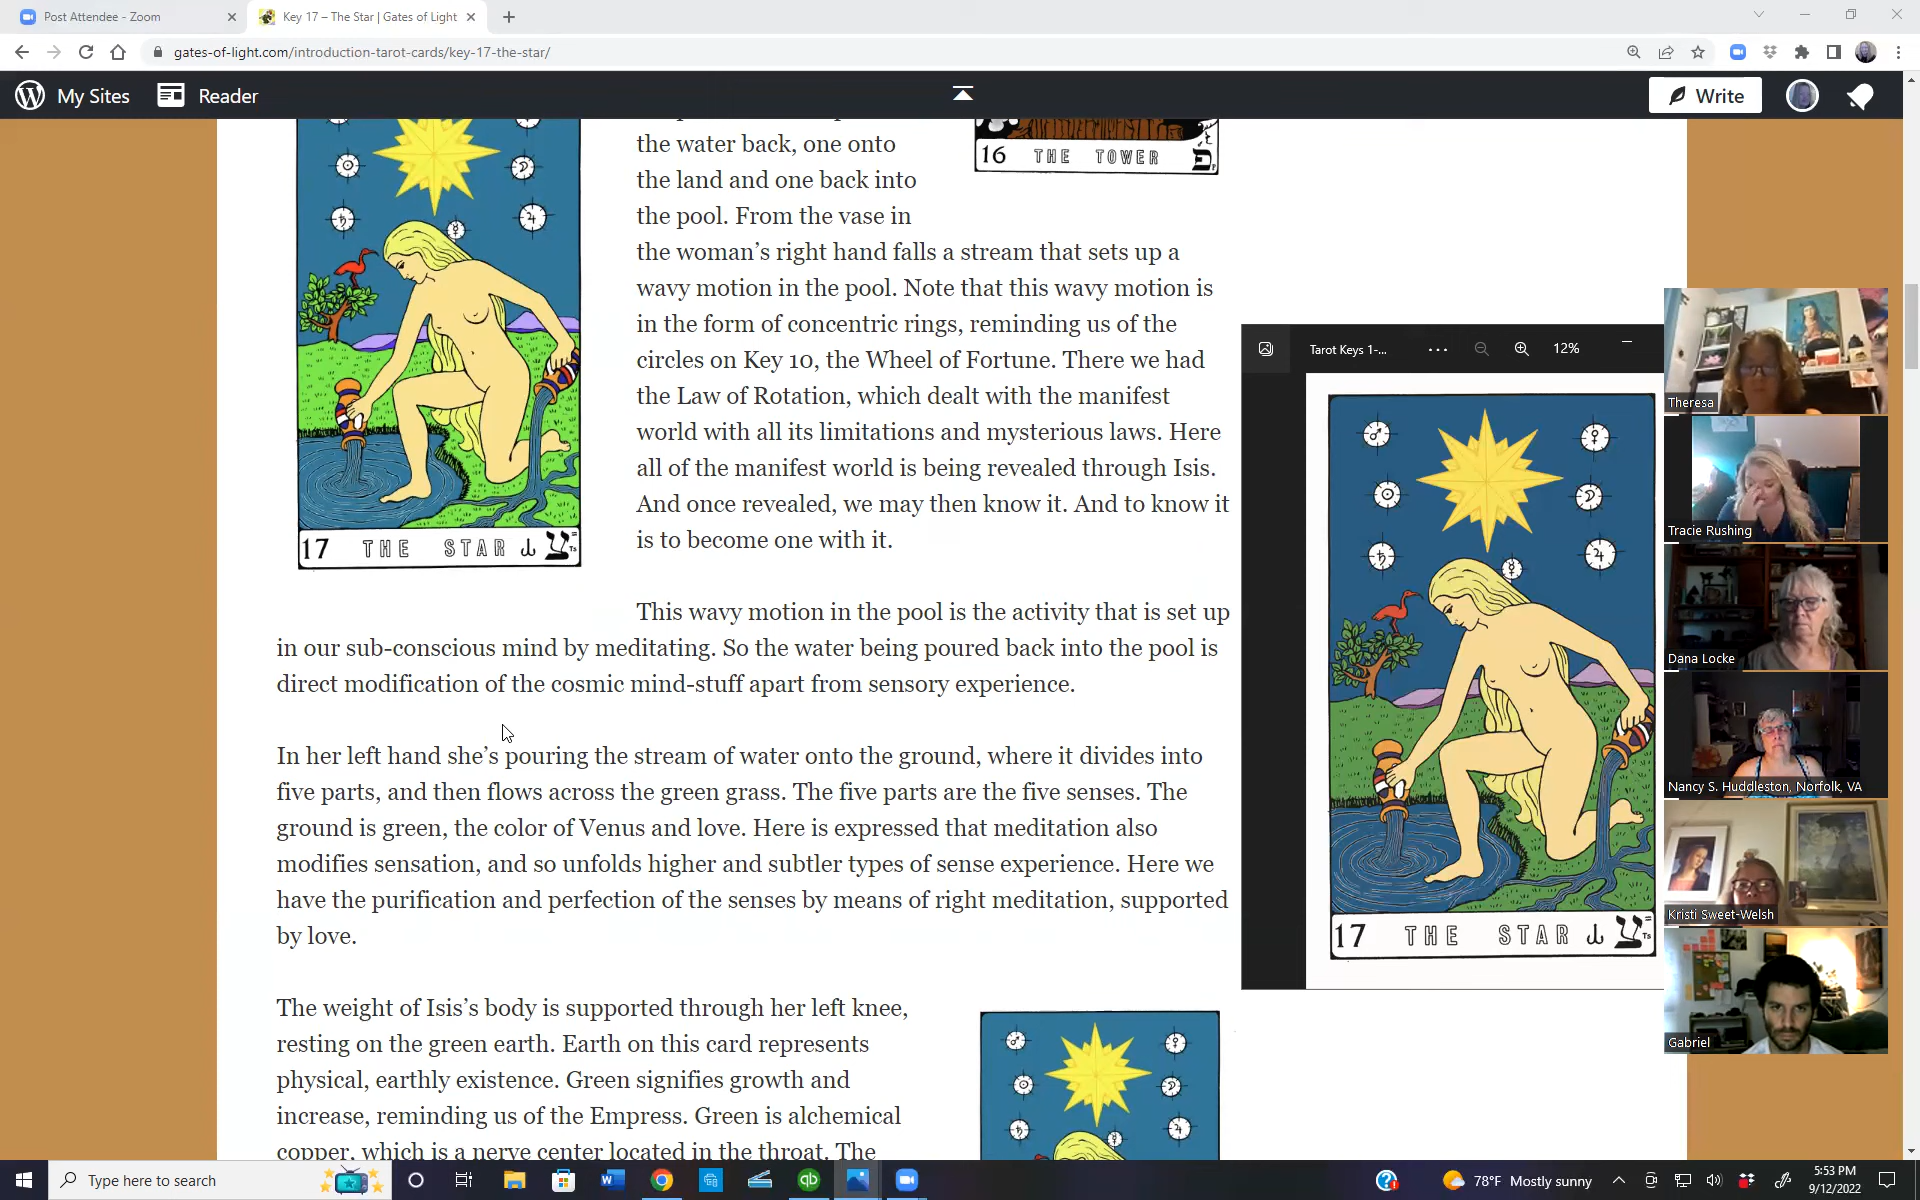 Post Attendee - Zoom
Key 17 – The Star | Gates of Light
gates-of-light.com/introduction-tarot-cards/key-17-the-star/
My Sites
Reader
Write
the water back, one onto
the land and one back into
the pool. From the vase in
the woman’s right hand falls a stream that sets up a
wavy motion in the pool. Note that this wavy motion is
in the form of concentric rings, reminding us of the
circles on Key 10, the Wheel of Fortune. There we had
the Law of Rotation, which dealt with the manifest
world with all its limitations and mysterious laws. Here
all of the manifest world is being revealed through Isis.
And once revealed, we may then know it. And to know it
is to become one with it.
16 THE TOWER פ
17 THE STAR צ Ts
This wavy motion in the pool is the activity that is set up
in our sub-conscious mind by meditating. So the water being poured back into the pool is
direct modification of the cosmic mind-stuff apart from sensory experience.
In her left hand she’s pouring the stream of water onto the ground, where it divides into
five parts, and then flows across the green grass. The five parts are the five senses. The
ground is green, the color of Venus and love. Here is expressed that meditation also
modifies sensation, and so unfolds higher and subtler types of sense experience. Here we
have the purification and perfection of the senses by means of right meditation, supported
by love.
The weight of Isis’s body is supported through her left knee,
resting on the green earth. Earth on this card represents
physical, earthly existence. Green signifies growth and
increase, reminding us of the Empress. Green is alchemical
copper, which is a nerve center located in the throat. The
Tarot Keys 1-...
12%
17 THE STAR צ Ts
Theresa
Tracie Rushing
Dana Locke
Nancy S. Huddleston, Norfolk, VA
Kristi Sweet-Welsh
Gabriel
Type here to search
78°F Mostly sunny
5:53 PM
9/12/2022